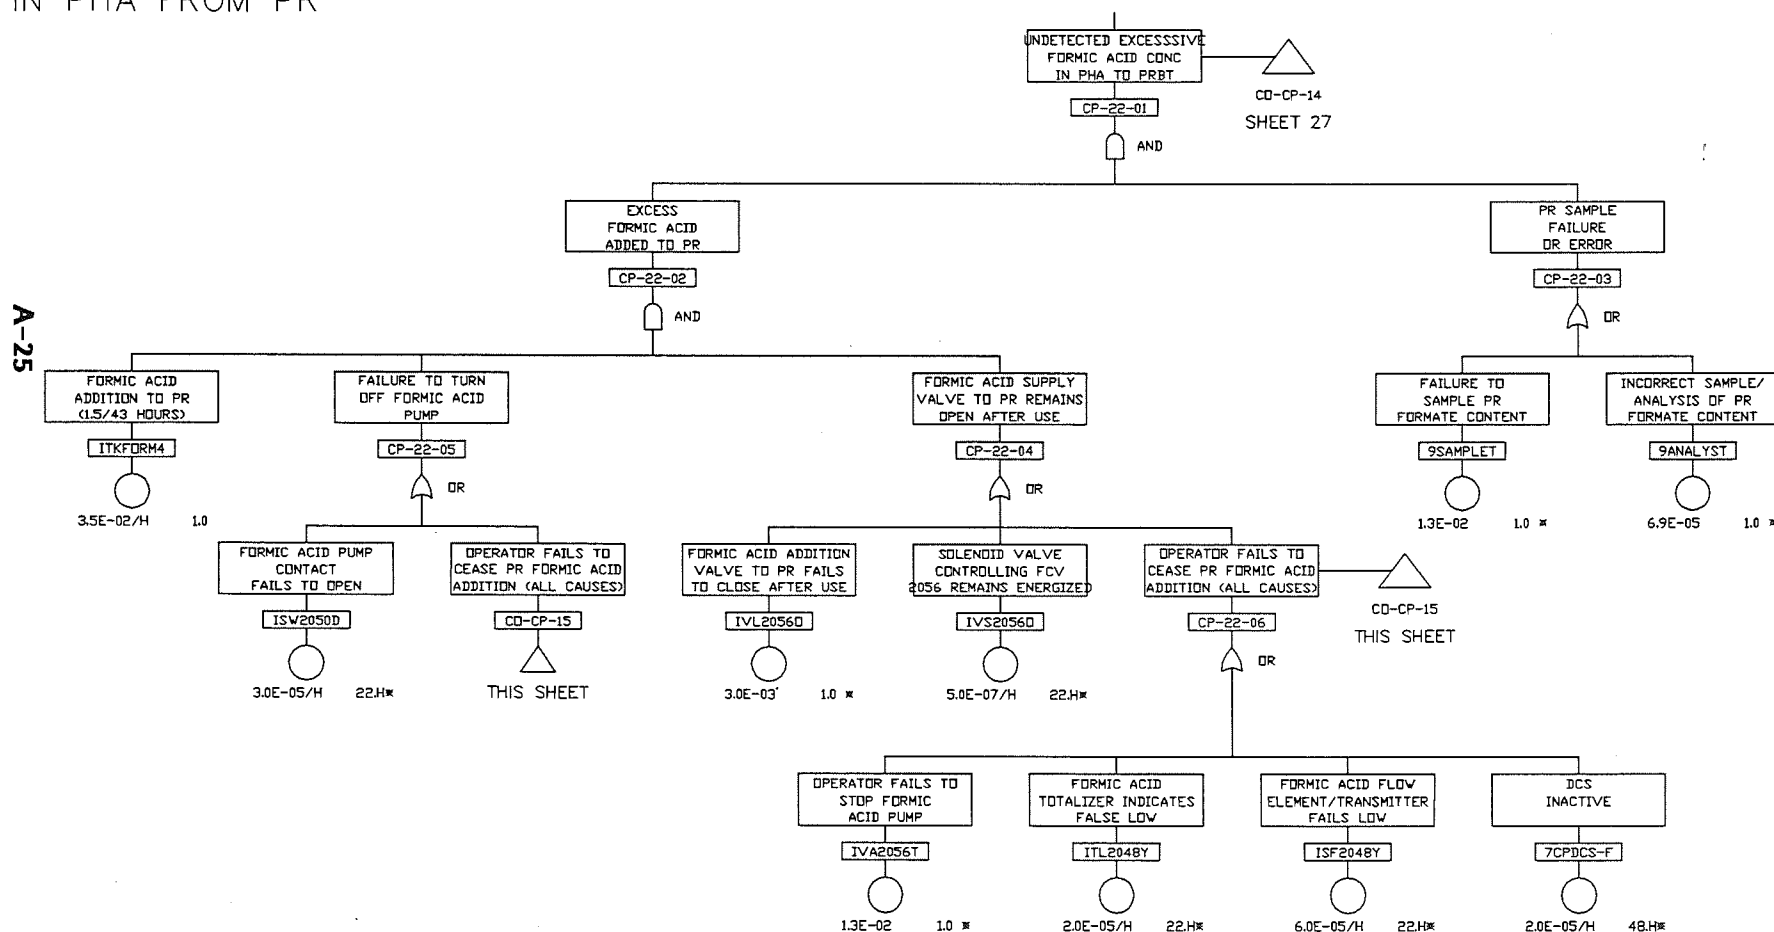 IN PHA FROM PR
UNDETECTED EXCESSSIVE
FORMIC ACID CONC
IN PHA TO PRBT
CO-CP-14
SHEET 27
CP-22-01
AND
EXCESS
FORMIC ACID
ADDED TO PR
CP-22-02
AND
PR SAMPLE
FAILURE
OR ERROR
CP-22-03
OR
A-25
FORMIC ACID
ADDITION TO PR
(1.5/43 HOURS)
ITKFORM4
3.5E-02/H 1.0
FAILURE TO TURN
OFF FORMIC ACID
PUMP
CP-22-05
OR
FORMIC ACID SUPPLY
VALVE TO PR REMAINS
OPEN AFTER USE
CP-22-04
OR
FAILURE TO
SAMPLE PR
FORMATE CONTENT
9SAMPLET
1.3E-02 1.0 *
INCORRECT SAMPLE/
ANALYSIS OF PR
FORMATE CONTENT
9ANALYST
6.9E-05 1.0 *
FORMIC ACID PUMP
CONTACT
FAILS TO OPEN
ISW2050D
3.0E-05/H 22.H*
OPERATOR FAILS TO
CEASE PR FORMIC ACID
ADDITION (ALL CAUSES)
CO-CP-15
THIS SHEET
FORMIC ACID ADDITION
VALVE TO PR FAILS
TO CLOSE AFTER USE
IVL2056O
3.0E-03 1.0 *
SOLENOID VALVE
CONTROLLING FCV
2056 REMAINS ENERGIZED
IVS2056O
5.0E-07/H 22.H*
OPERATOR FAILS TO
CEASE PR FORMIC ACID
ADDITION (ALL CAUSES)
CO-CP-15
THIS SHEET
CP-22-06
OR
OPERATOR FAILS TO
STOP FORMIC
ACID PUMP
IVA2056T
1.3E-02 1.0 *
FORMIC ACID
TOTALIZER INDICATES
FALSE LOW
ITL2048Y
2.0E-05/H 22.H*
FORMIC ACID FLOW
ELEMENT/TRANSMITTER
FAILS LOW
ISF2048Y
6.0E-05/H 22.H*
DCS
INACTIVE
7CPDCS-F
2.0E-05/H 48.H*